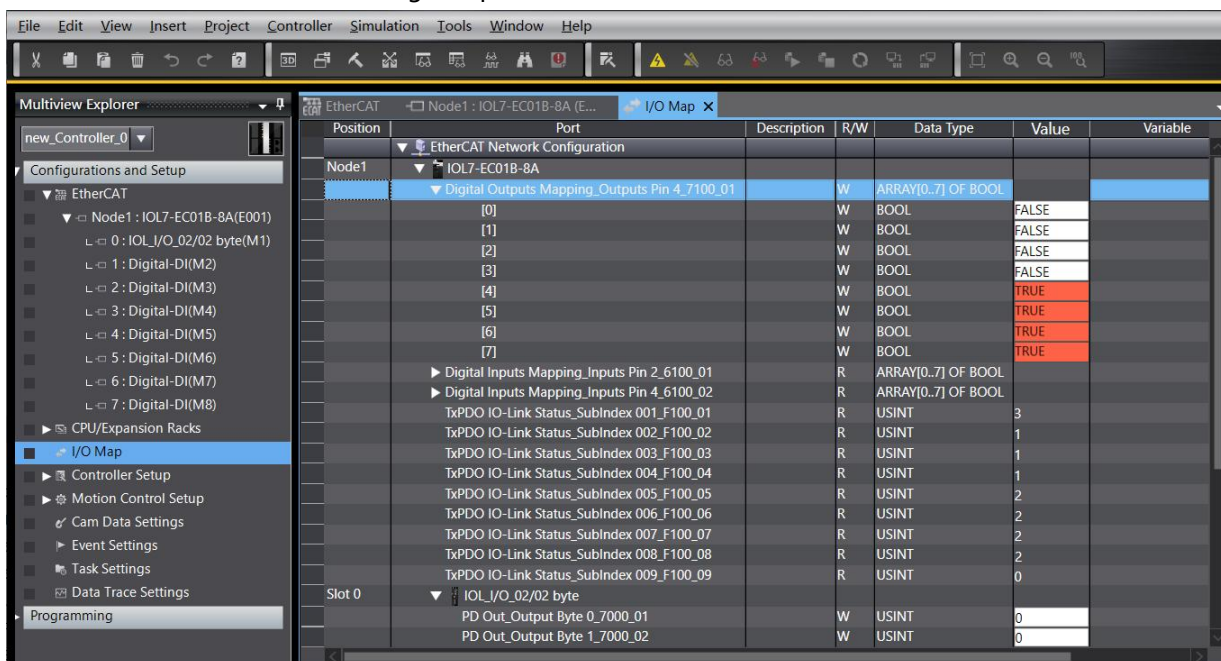 File Edit View Insert Project Controller Simulation Tools Window Help
Multiview Explorer
new_Controller_0
Configurations and Setup
EtherCAT
Node1 : IOL7-EC01B-8A(E001)
0 : IOL_I/O_02/02 byte(M1)
1 : Digital-DI(M2)
2 : Digital-DI(M3)
3 : Digital-DI(M4)
4 : Digital-DI(M5)
5 : Digital-DI(M6)
6 : Digital-DI(M7)
7 : Digital-DI(M8)
CPU/Expansion Racks
I/O Map
Controller Setup
Motion Control Setup
Cam Data Settings
Event Settings
Task Settings
Data Trace Settings
Programming
EtherCAT Node1 : IOL7-EC01B-8A (E... I/O Map
Position Port Description R/W Data Type Value Variable
EtherCAT Network Configuration
Node1 IOL7-EC01B-8A
Digital Outputs Mapping_Outputs Pin 4_7100_01 W ARRAY[0..7] OF BOOL
[0] W BOOL FALSE
[1] W BOOL FALSE
[2] W BOOL FALSE
[3] W BOOL FALSE
[4] W BOOL TRUE
[5] W BOOL TRUE
[6] W BOOL TRUE
[7] W BOOL TRUE
Digital Inputs Mapping_Inputs Pin 2_6100_01 R ARRAY[0..7] OF BOOL
Digital Inputs Mapping_Inputs Pin 4_6100_02 R ARRAY[0..7] OF BOOL
TxPDO IO-Link Status_SubIndex 001_F100_01 R USINT 3
TxPDO IO-Link Status_SubIndex 002_F100_02 R USINT 1
TxPDO IO-Link Status_SubIndex 003_F100_03 R USINT 1
TxPDO IO-Link Status_SubIndex 004_F100_04 R USINT 1
TxPDO IO-Link Status_SubIndex 005_F100_05 R USINT 2
TxPDO IO-Link Status_SubIndex 006_F100_06 R USINT 2
TxPDO IO-Link Status_SubIndex 007_F100_07 R USINT 2
TxPDO IO-Link Status_SubIndex 008_F100_08 R USINT 2
TxPDO IO-Link Status_SubIndex 009_F100_09 R USINT 0
Slot 0 IOL_I/O_02/02 byte
PD Out_Output Byte 0_7000_01 W USINT 0
PD Out_Output Byte 1_7000_02 W USINT 0